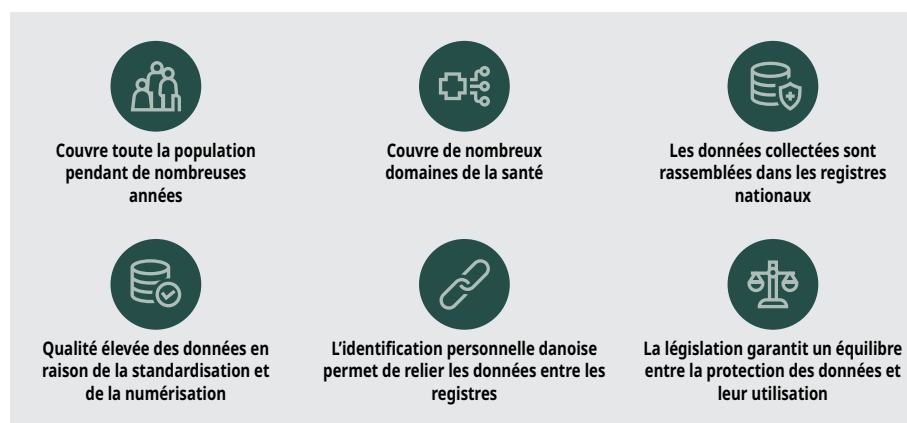 Couvre toute la population
pendant de nombreuses
années
Couvre de nombreux
domaines de la santé
Les données collectées sont
rassemblées dans les registres
nationaux
Qualité élevée des données en
raison de la standardisation et
de la numérisation
L'identification personnelle danoise
permet de relier les données entre les
registres
La législation garantit un équilibre
entre la protection des données et
leur utilisation